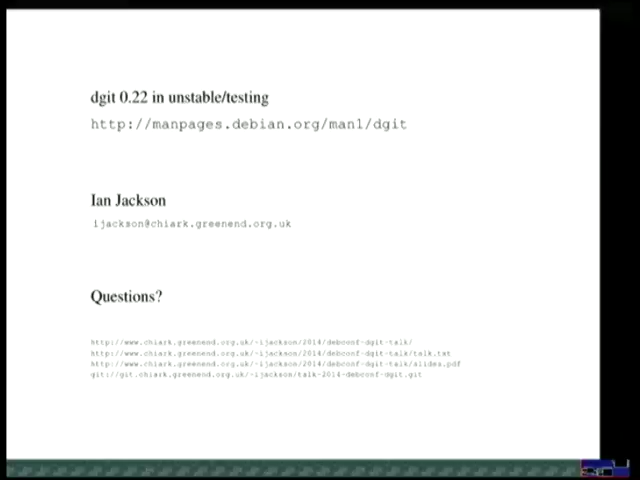 dgit 0.22 in unstable/testing
http://manpages.debian.org/man1/dgit
Ian Jackson
ijackson@chiark.greenend.org.uk
Questions?
http://www.chiark.greenend.org.uk/~ijackson/2014/debconf-dgit-talk/
http://www.chiark.greenend.org.uk/~ijackson/2014/debconf-dgit-talk/talk.txt
http://www.chiark.greenend.org.uk/~ijackson/2014/debconf-dgit-talk/slides.pdf
git://git.chiark.greenend.org.uk/~ijackson/talk-2014-debconf-dgit.git